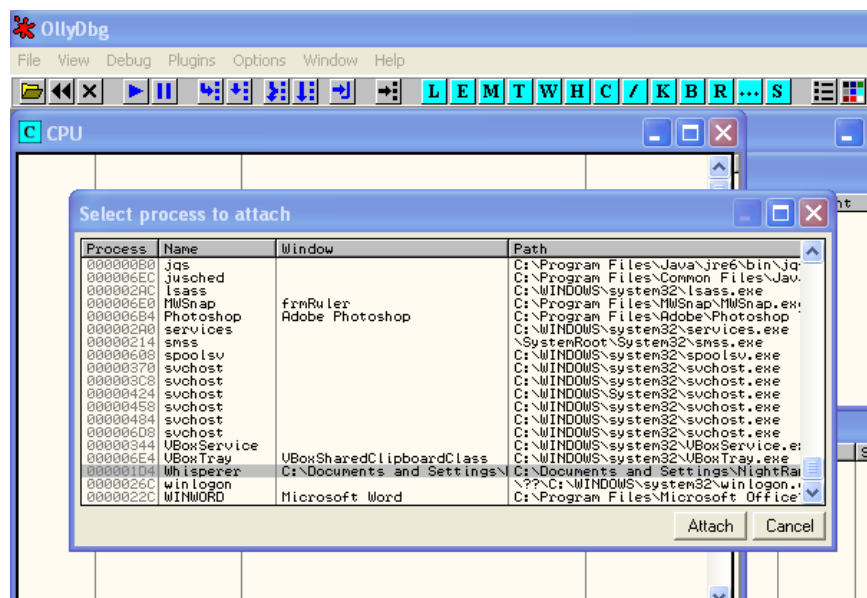 OllyDbg
File View Debug Plugins Options Window Help
L E M T W H C / K B R ... S
C CPU
Select process to attach
Process Name Window Path
000000B0 jqs C:\Program Files\Java\jre6\bin\jq
000006EC jusched C:\Program Files\Common Files\Jav
000002AC lsass C:\WINDOWS\system32\lsass.exe
000006E0 MWSnap frmRuler C:\Program Files\MWSnap\MWSnap.ex
000006B4 Photoshop Adobe Photoshop C:\Program Files\Adobe\Photoshop
000002A0 services C:\WINDOWS\system32\services.exe
00000214 smss \SystemRoot\System32\smss.exe
00000608 spoolsv C:\WINDOWS\system32\spoolsv.exe
00000370 svchost C:\WINDOWS\system32\svchost.exe
000003C8 svchost C:\WINDOWS\system32\svchost.exe
00000424 svchost C:\WINDOWS\System32\svchost.exe
00000458 svchost C:\WINDOWS\system32\svchost.exe
00000484 svchost C:\WINDOWS\system32\svchost.exe
000006D8 svchost C:\WINDOWS\system32\svchost.exe
00000344 VBoxService C:\WINDOWS\system32\VBoxService.e
000006E4 VBoxTray VBoxSharedClipboardClass C:\WINDOWS\system32\VBoxTray.exe
000001D4 Whisperer C:\Documents and Settings\ C:\Documents and Settings\NightRa
0000026C winlogon \??\C:\WINDOWS\system32\winlogon.
0000022C WINWORD Microsoft Word C:\Program Files\Microsoft Office
Attach Cancel